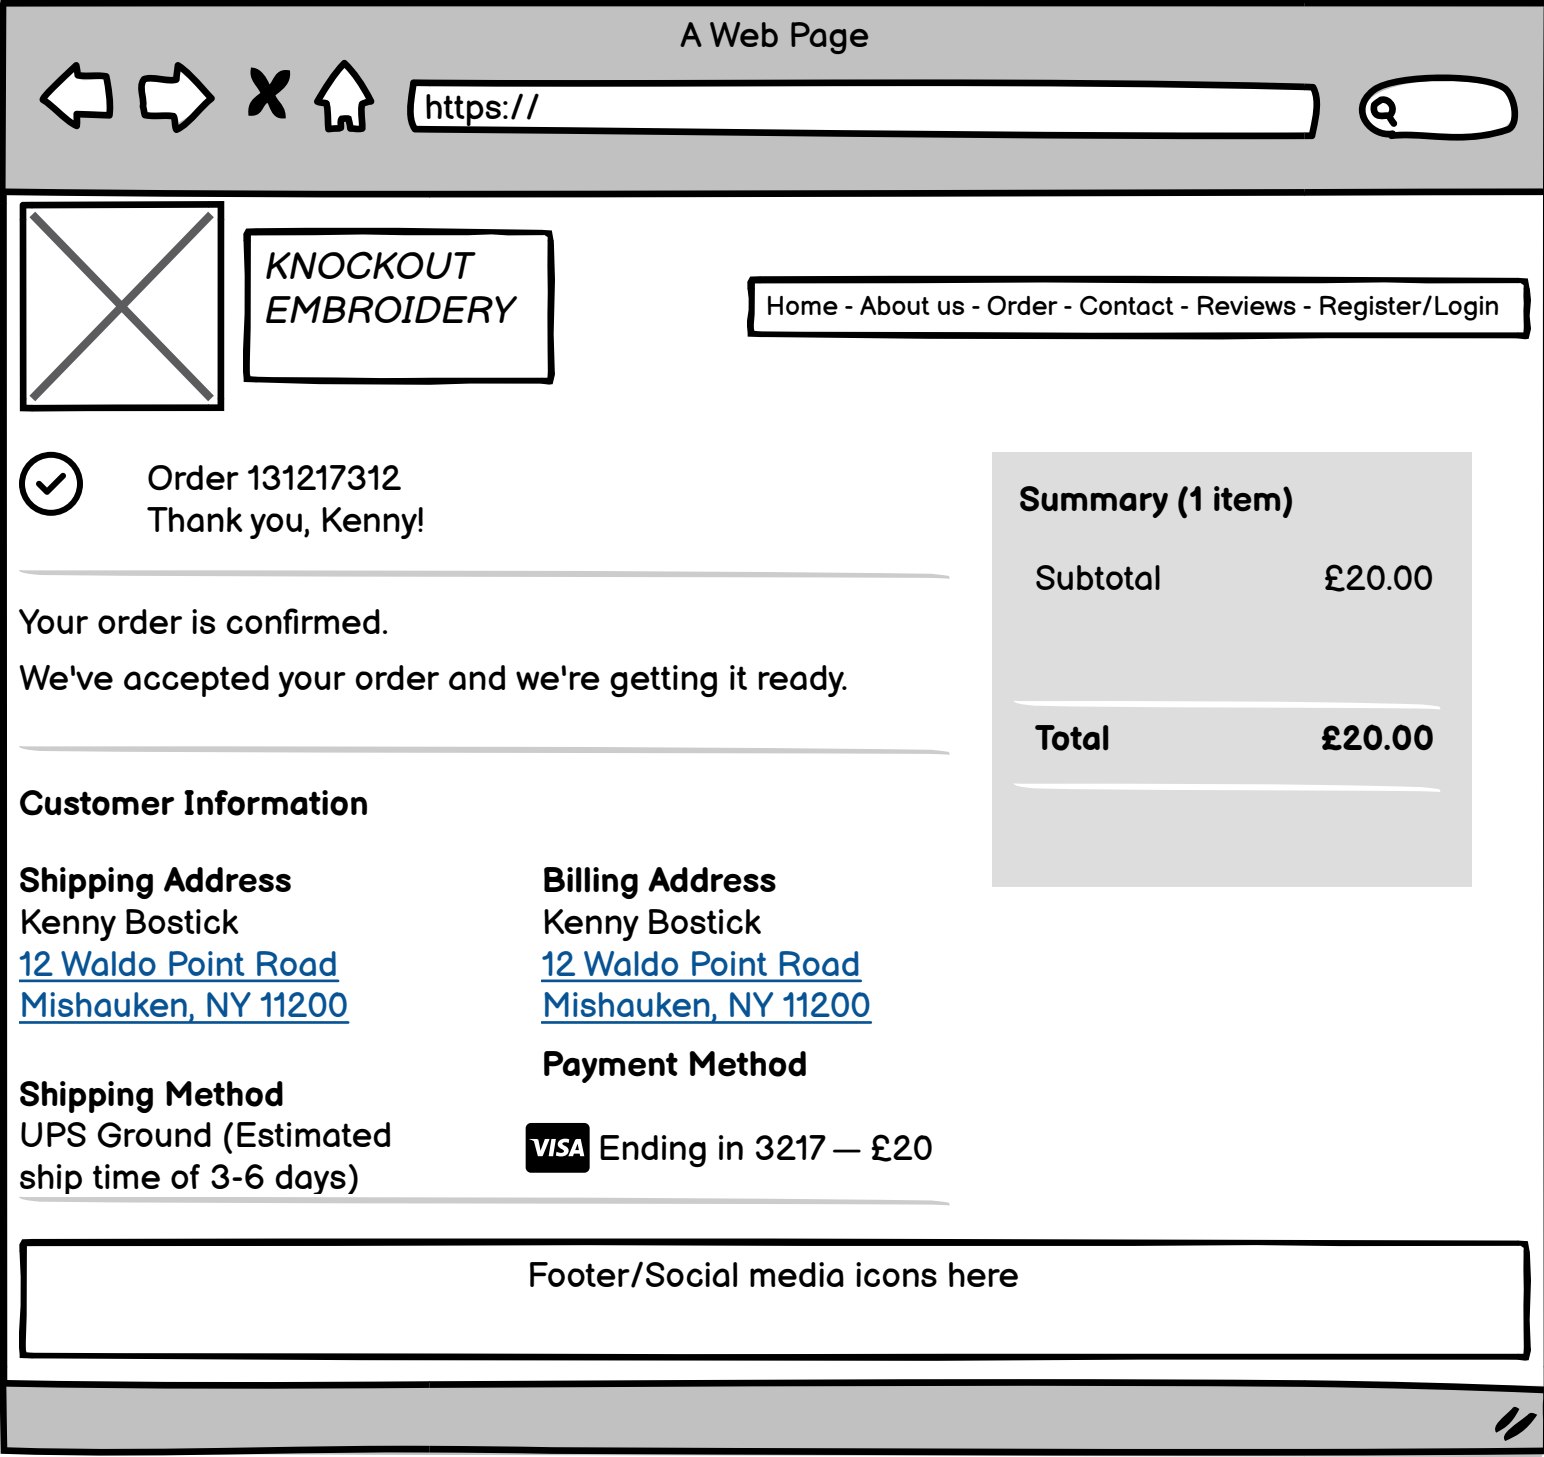 A Web Page
https://
KNOCKOUT
EMBROIDERY
Home - About us - Order - Contact - Reviews - Register/Login
Order 131217312
Thank you, Kenny!
Summary (1 item)
Subtotal £20.00
Total £20.00
Your order is confirmed.
We've accepted your order and we're getting it ready.
Customer Information
Shipping Address
Kenny Bostick
12 Waldo Point Road
Mishauken, NY 11200
Billing Address
Kenny Bostick
12 Waldo Point Road
Mishauken, NY 11200
Shipping Method
UPS Ground (Estimated
ship time of 3-6 days)
Payment Method
VISA Ending in 3217 — £20
Footer/Social media icons here